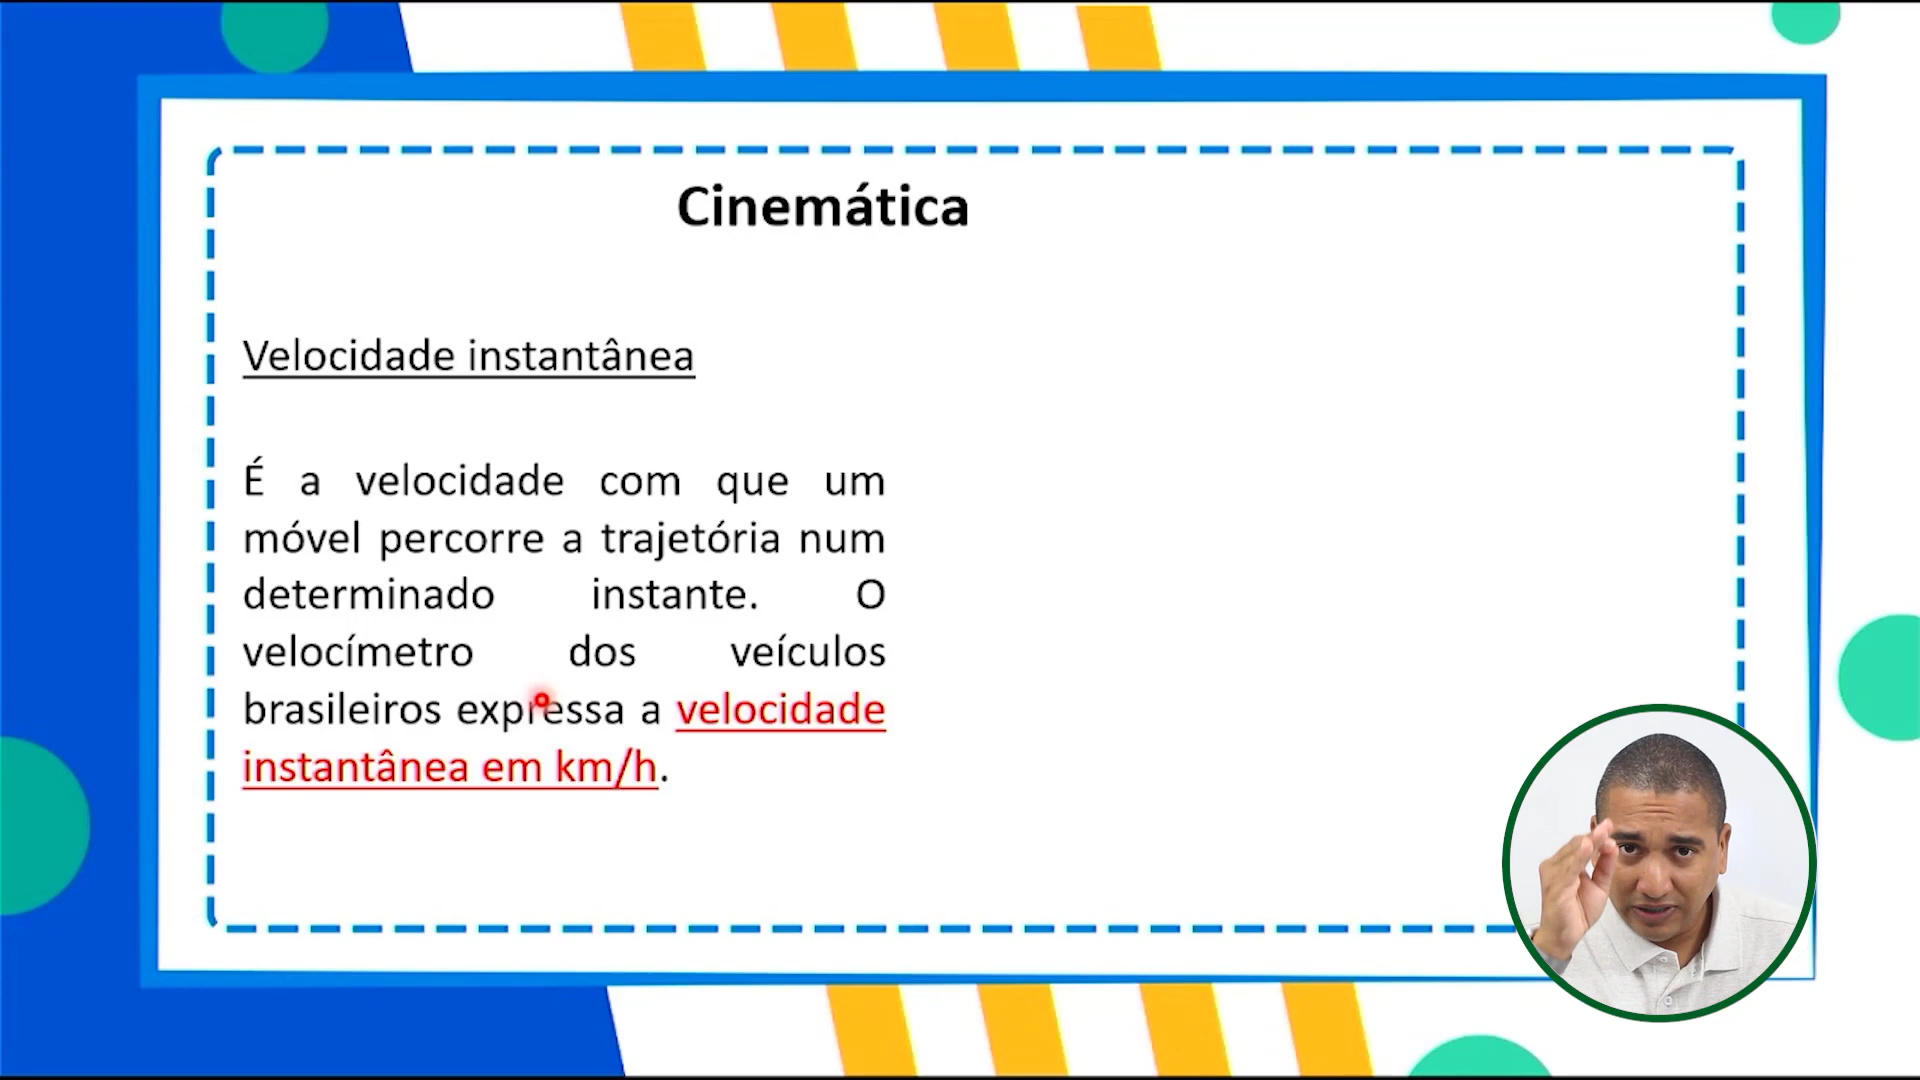 Cinemática
Velocidade instantânea
É a velocidade com que um
móvel percorre a trajetória num
determinado instante. O
velocímetro dos veículos
brasileiros expressa a velocidade
instantânea em km/h.